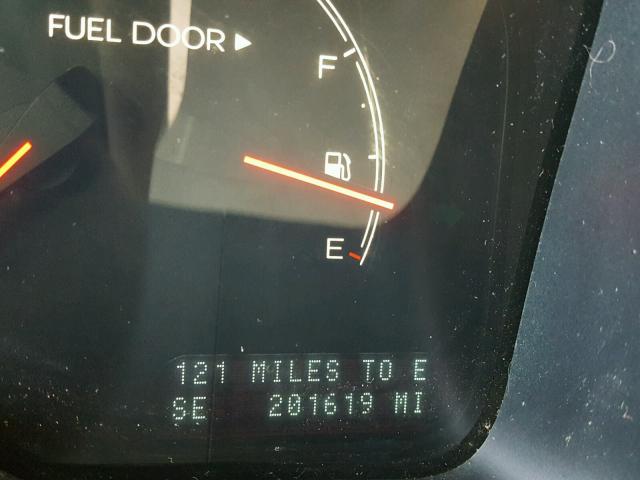 FUEL DOOR ▶
F
E
121 MILES TO E
SE 201619 MI